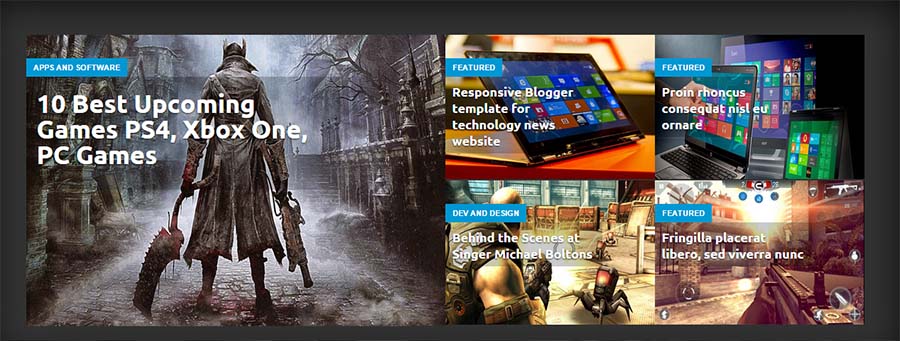 APPS AND SOFTWARE
10 Best Upcoming
Games PS4, Xbox One,
PC Games
FEATURED
Responsive Blogger
template for
technology news
website
FEATURED
Proin rhoncus
consequat nisl eu
ornare
DEV AND DESIGN
Behind the Scenes at
Singer Michael Boltons
FEATURED
Fringilla placerat
libero, sed viverra nunc